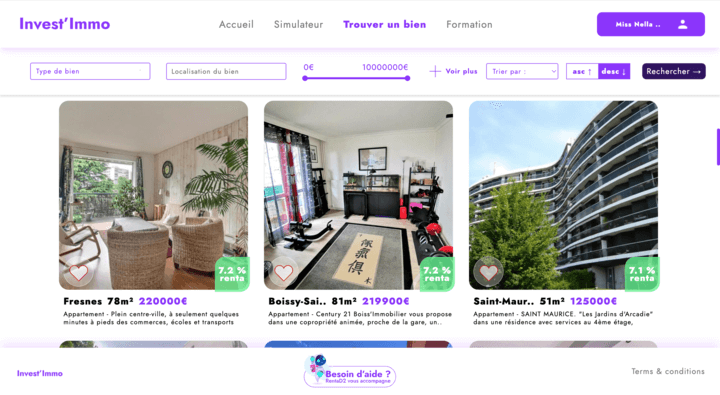 Invest'Immo
Accueil
Simulateur
Trouver un bien
Formation
Miss Nella ..
Type de bien
Localisation du bien
0€
10000000€
Voir plus
Trier par :
asc ↑
desc ↓
Rechercher →
7.2 %
renta
7.2 %
renta
7.1 %
renta
Fresnes 78m² 220000€
Appartement - Plein centre-ville, à seulement quelques
minutes à pieds des commerces, écoles et transports
Boissy-Sai.. 81m² 219900€
Appartement - Century 21 Boiss'Immobilier vous propose
dans une copropriété animée, proche de la gare, un..
Saint-Maur.. 51m² 125000€
Appartement - SAINT MAURICE. "Les Jardins d'Arcadie"
dans une résidence avec services au 4ème étage,
Invest'Immo
Besoin d'aide ?
RentaD2 vous accompagne
Terms & conditions